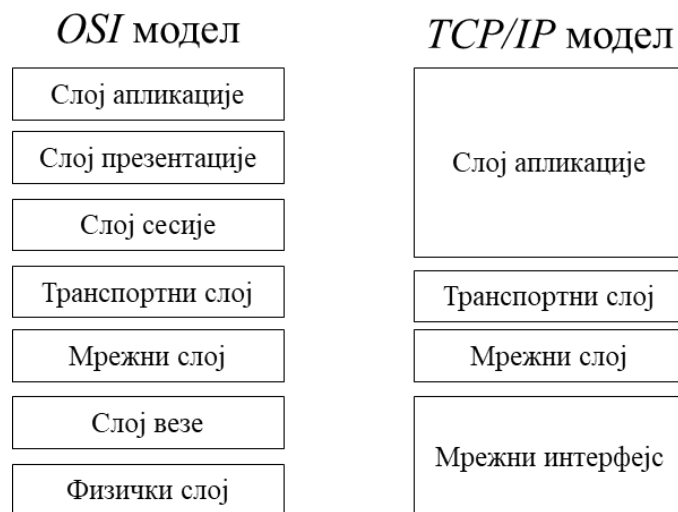 OSI модел
Слој апликације
Слој презентације
Слој сесије
Транспортни слој
Мрежни слој
Слој везе
Физички слој
TCP/IP модел
Слој апликације
Транспортни слој
Мрежни слој
Мрежни интерфејс